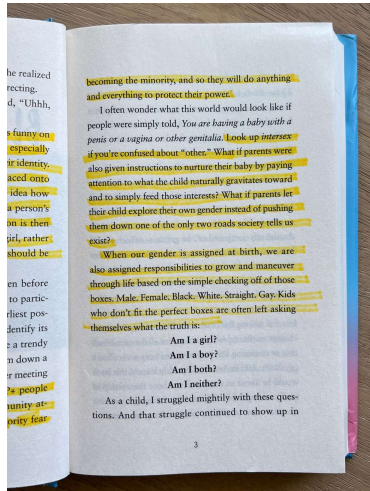 he realized
recting.
d, "Uhhh,
s funny on
especially
ir identity.
aced onto
idea how
a person's
on is then
girl, rather
should be
en before
to partic-
rliest pos-
dentify its
e a trendy
m down a
er meeting
+ people
munity at-
ority fear
becoming the minority, and so they will do anything
and everything to protect their power.
I often wonder what this world would look like if
people were simply told, You are having a baby with a
penis or a vagina or other genitalia. Look up intersex
if you're confused about "other." What if parents were
also given instructions to nurture their baby by paying
attention to what the child naturally gravitates toward
and to simply feed those interests? What if parents let
their child explore their own gender instead of pushing
them down one of the only two roads society tells us
exist?
When our gender is assigned at birth, we are
also assigned responsibilities to grow and maneuver
through life based on the simple checking off of those
boxes. Male. Female. Black. White. Straight. Gay. Kids
who don't fit the perfect boxes are often left asking
themselves what the truth is:
Am I a girl?
Am I a boy?
Am I both?
Am I neither?
As a child, I struggled mightily with these ques-
tions. And that struggle continued to show up in
3